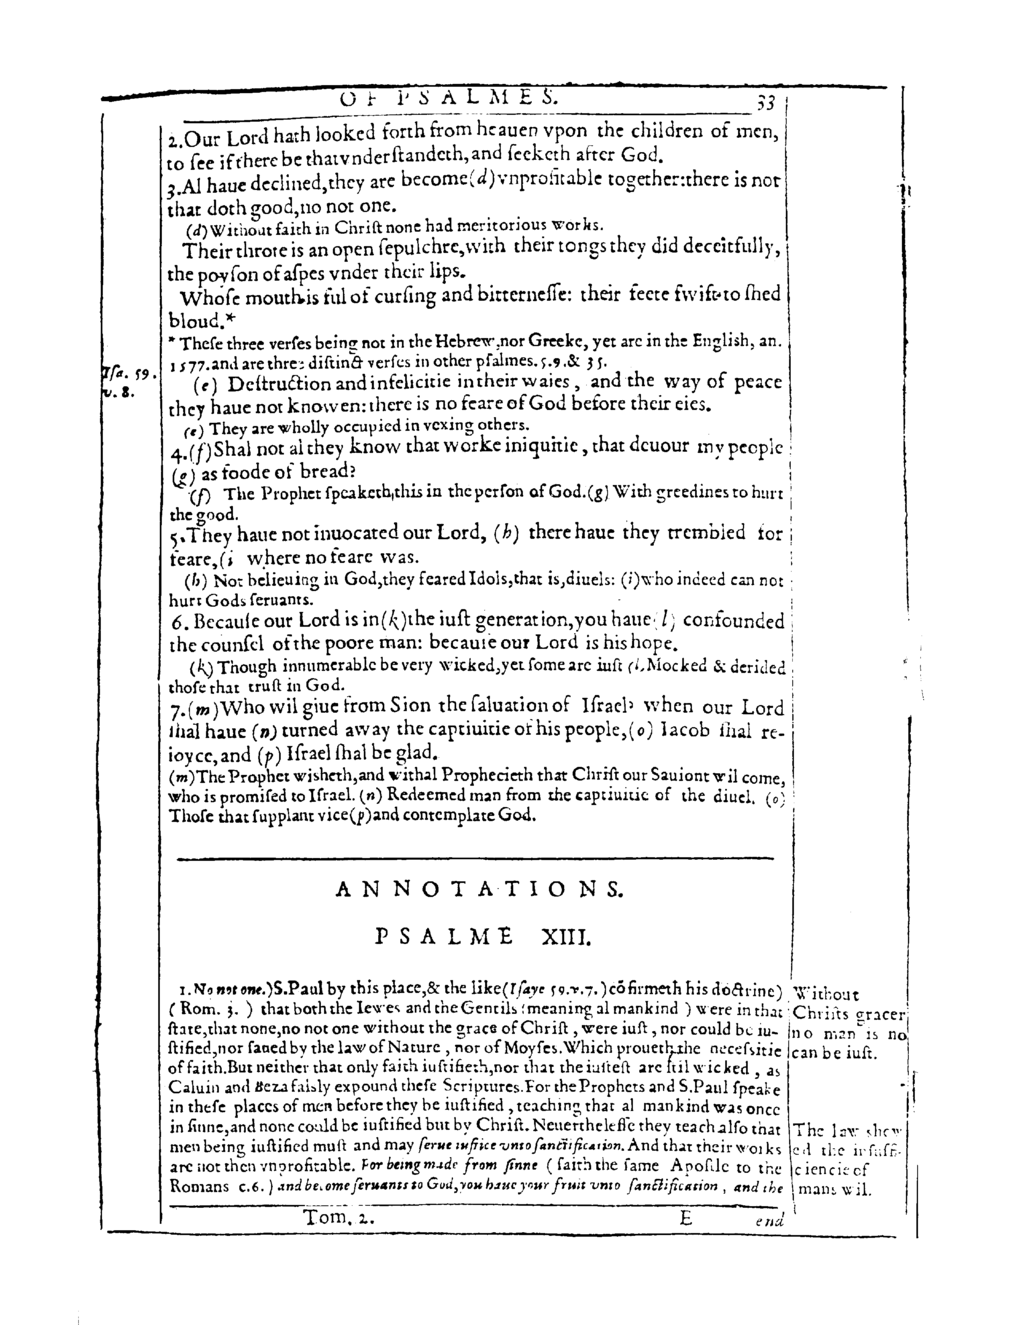 OF PSALMES. 33
2.Our Lord hath looked forth from heauen vpon the children of men,
to ſee if there be that vnderſtandeth, and ſeeketh after God.
3.Al haue declined,they are become(d)vnprofitable together:there is not
that doth good,no not one.
(d)Without faith in Chriſt none had meritorious works.
Their throte is an open ſepulchre,with their tongs they did deceitfully,
the poyſon of aſpes vnder their lips.
Whoſe mouth is ful of curſing and bitterneſſe: their feete ſwift to ſhed
bloud.*
* Theſe three verſes being not in the Hebrew,nor Greeke, yet are in the Engliſh, an.
1577.and are three diſtinct verſes in other pſalmes.5.9.& 35.
Iſa. 59.
v. 8.
(e) Deſtruction and infelicitie in their waies, and the way of peace
they haue not knowen: there is no feare of God before their eies.
(e) They are wholly occupied in vexing others.
4.(f)Shal not al they know that worke iniquitie, that deuour my people
(g) as foode of bread?
(f) The Prophet ſpeaketh,this in the perſon of God.(g) With greedines to hurt
the good.
5.They haue not inuocated our Lord, (h) there haue they trembled for
feare,(i where no feare was.
(h) Not belieuing in God,they feared Idols,that is,diuels: (i)who indeed can not
hurt Gods ſeruants.
6. Becauſe our Lord is in(k)the iuſt generation,you haue(l) confounded
the counſel of the poore man: becauſe our Lord is his hope.
(k) Though innumerable be very wicked,yet ſome are iuſt (l.Mocked & derided
thoſe that truſt in God.
7.(m)Who wil giue from Sion the ſaluation of Iſrael? when our Lord
ſhal haue (n) turned away the captiuitie of his people,(o) Iacob ſhal re-
ioyce, and (p) Iſrael ſhal be glad.
(m)The Prophet wisheth,and withal Prophecieth that Chriſt our Sauiont wil come,
who is promiſed to Iſrael. (n) Redeemed man from the captiuitie of the diuel. (o)
Thoſe that ſupplant vice(p)and contemplate God.
ANNOTATIONS.
PSALME XIII.
1.No not one.)S.Paul by this place,& the like(Iſaye 59.v.7.)cõfirmeth his doctrine)
(Rom. 3. ) that both the Iewes and the Gentils (meaning al mankind ) were in that
ſtate,that none,no not one without the grace of Chriſt, were iuſt, nor could be iu-
ſtified,nor ſaued by the law of Nature, nor of Moyſes.Which proueth the neceſsitie
of faith.But neither that only faith iuſtifieth,nor that the iuſteſt are ſtil wicked, as
Caluin and Beza falsly expound theſe Scriptures.For the Prophets and S.Paul ſpeake
in theſe places of men before they be iuſtified, teaching that al mankind was once
in ſinne,and none could be iuſtified but by Chriſt. Neuertheleſſe they teach alſo that
men being iuſtified muſt and may ſerue iuſtice vnto ſanctification. And that their works
are not then vnprofitable. For being made from ſinne ( ſaith the ſame Apoſtle to the
Romans c.6. ) and become ſeruants to God, you haue your fruit vnto ſanctification, and the
Without
Chriſts grace
no man is no
can be iuſt.
The law shew
ed the inſuffi-
ciencie of
mans wil.
Tom. 2. E end